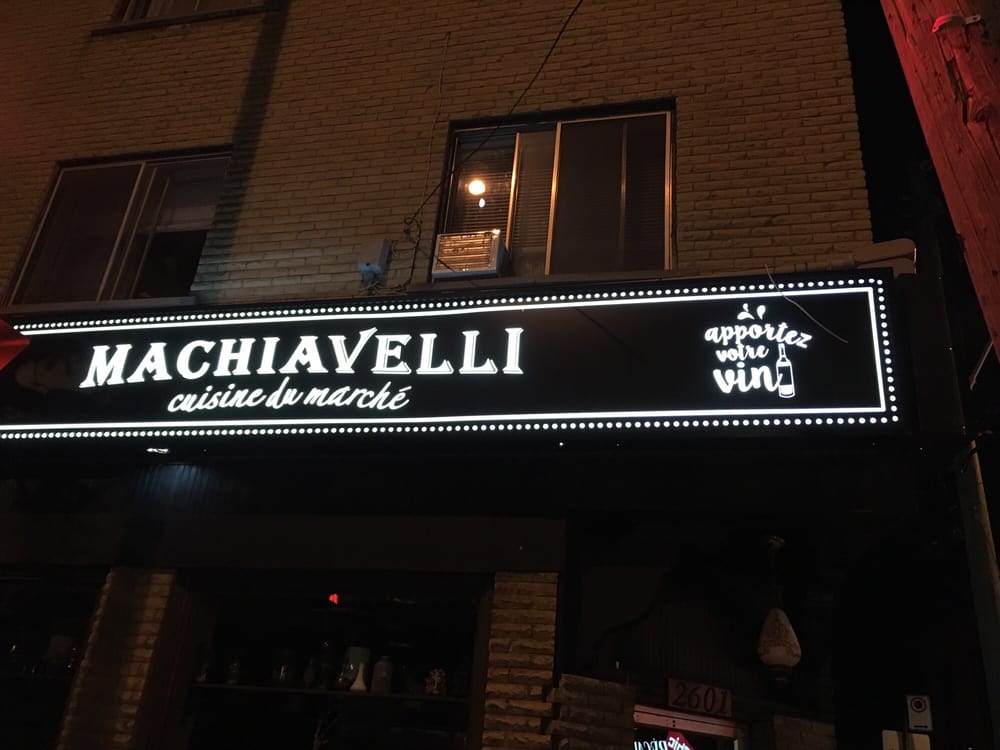 MACHIAVELLI
cuisine du marché
apportez
votre
vin
2601